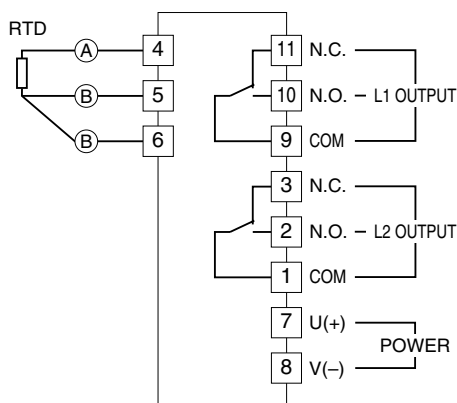 RTD
A 4
B 5
B 6
11 N.C.
10 N.O. L1 OUTPUT
9 COM
3 N.C.
2 N.O. L2 OUTPUT
1 COM
7 U(+)
POWER
8 V(–)